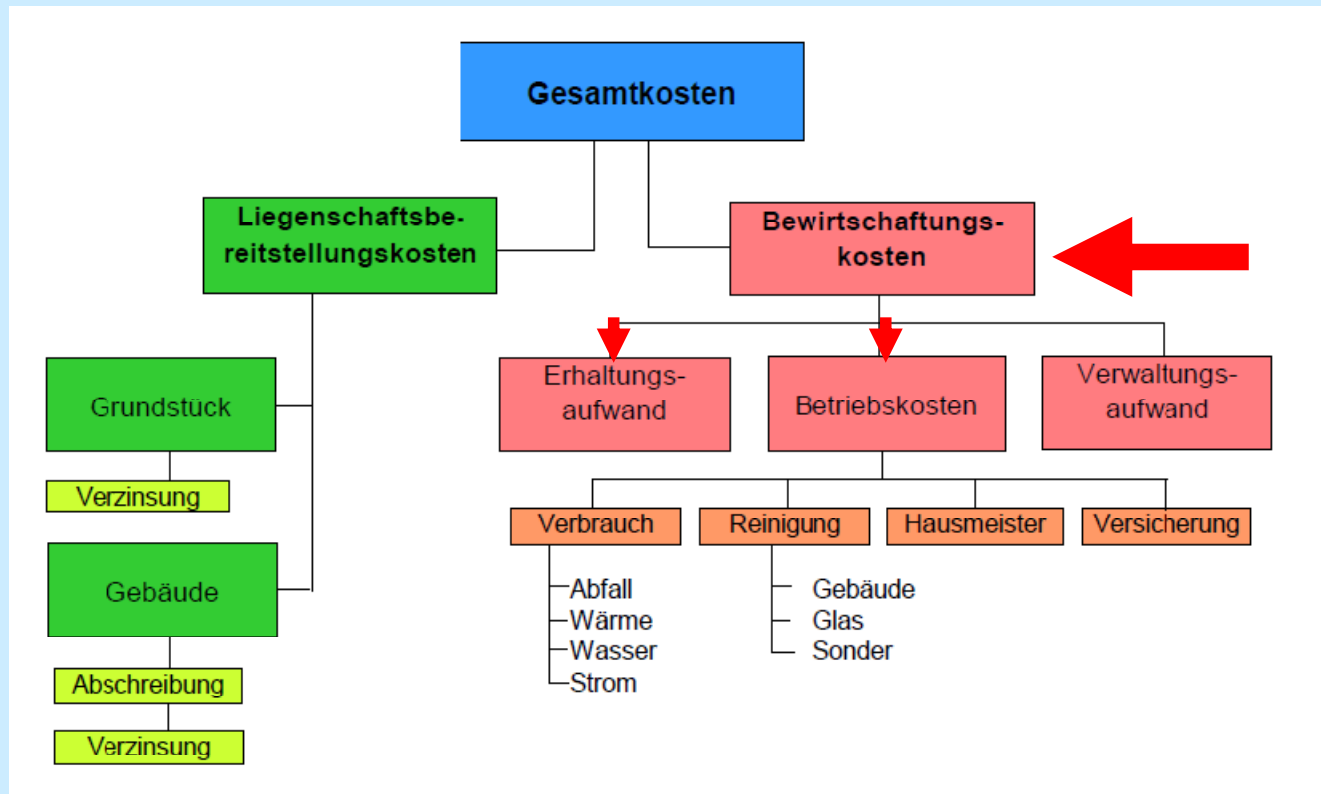 Gesamtkosten
Liegenschaftsbe-
reitstellungskosten
Bewirtschaftungs-
kosten
Grundstück
Verzinsung
Gebäude
Abschreibung
Verzinsung
Erhaltungs-
aufwand
Betriebskosten
Verwaltungs-
aufwand
Verbrauch
Reinigung
Hausmeister
Versicherung
Abfall
Wärme
Wasser
Strom
Gebäude
Glas
Sonder